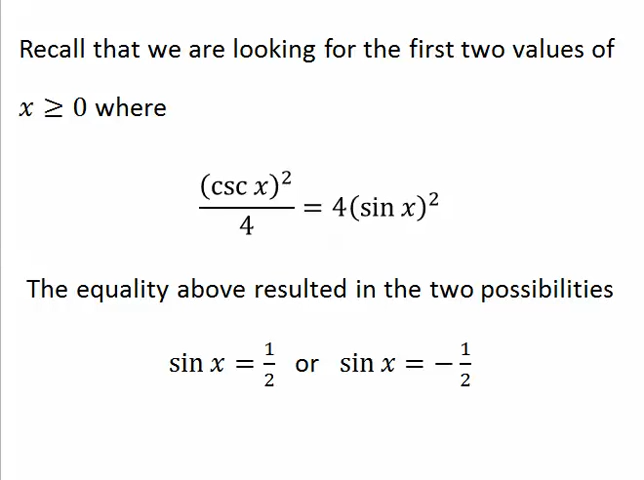 Recall that we are looking for the first two values of
x ≥ 0 where
(csc x)²/4 = 4(sin x)²
The equality above resulted in the two possibilities
sin x = 1/2 or sin x = −1/2